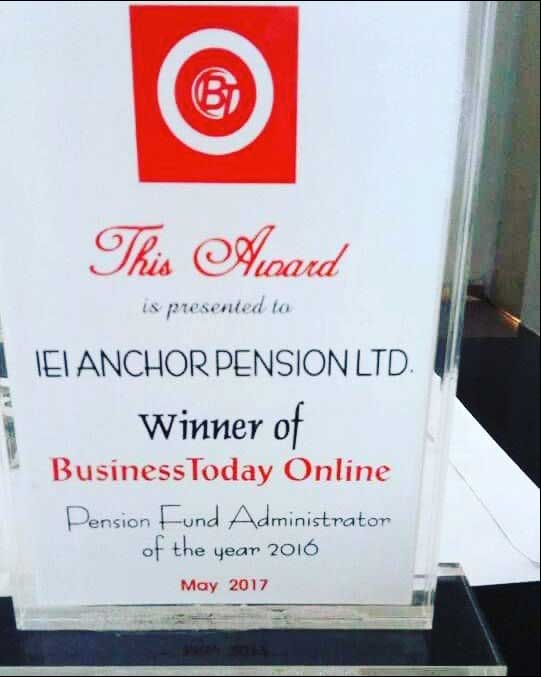 BT
This Award
is presented to
IEI ANCHOR PENSION LTD.
Winner of
BusinessToday Online
Pension Fund Administrator
of the year 2016
May 2017